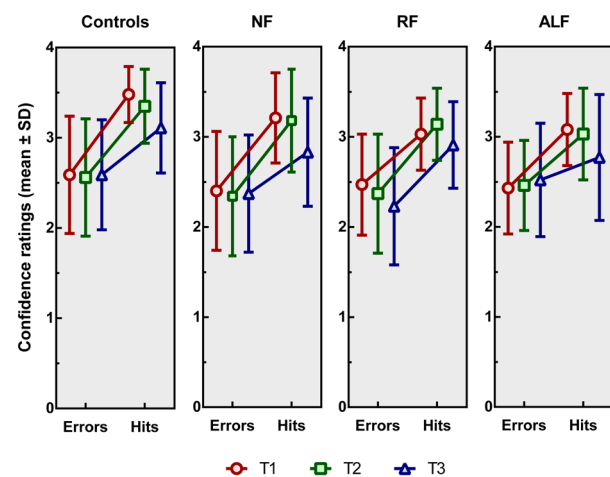 Controls NF RF ALF
Confidence ratings (mean ± SD)
4 4 4 4
3 3 3 3
2 2 2 2
1 1 1 1
0 0 0 0
Errors Hits Errors Hits Errors Hits Errors Hits
T1 T2 T3